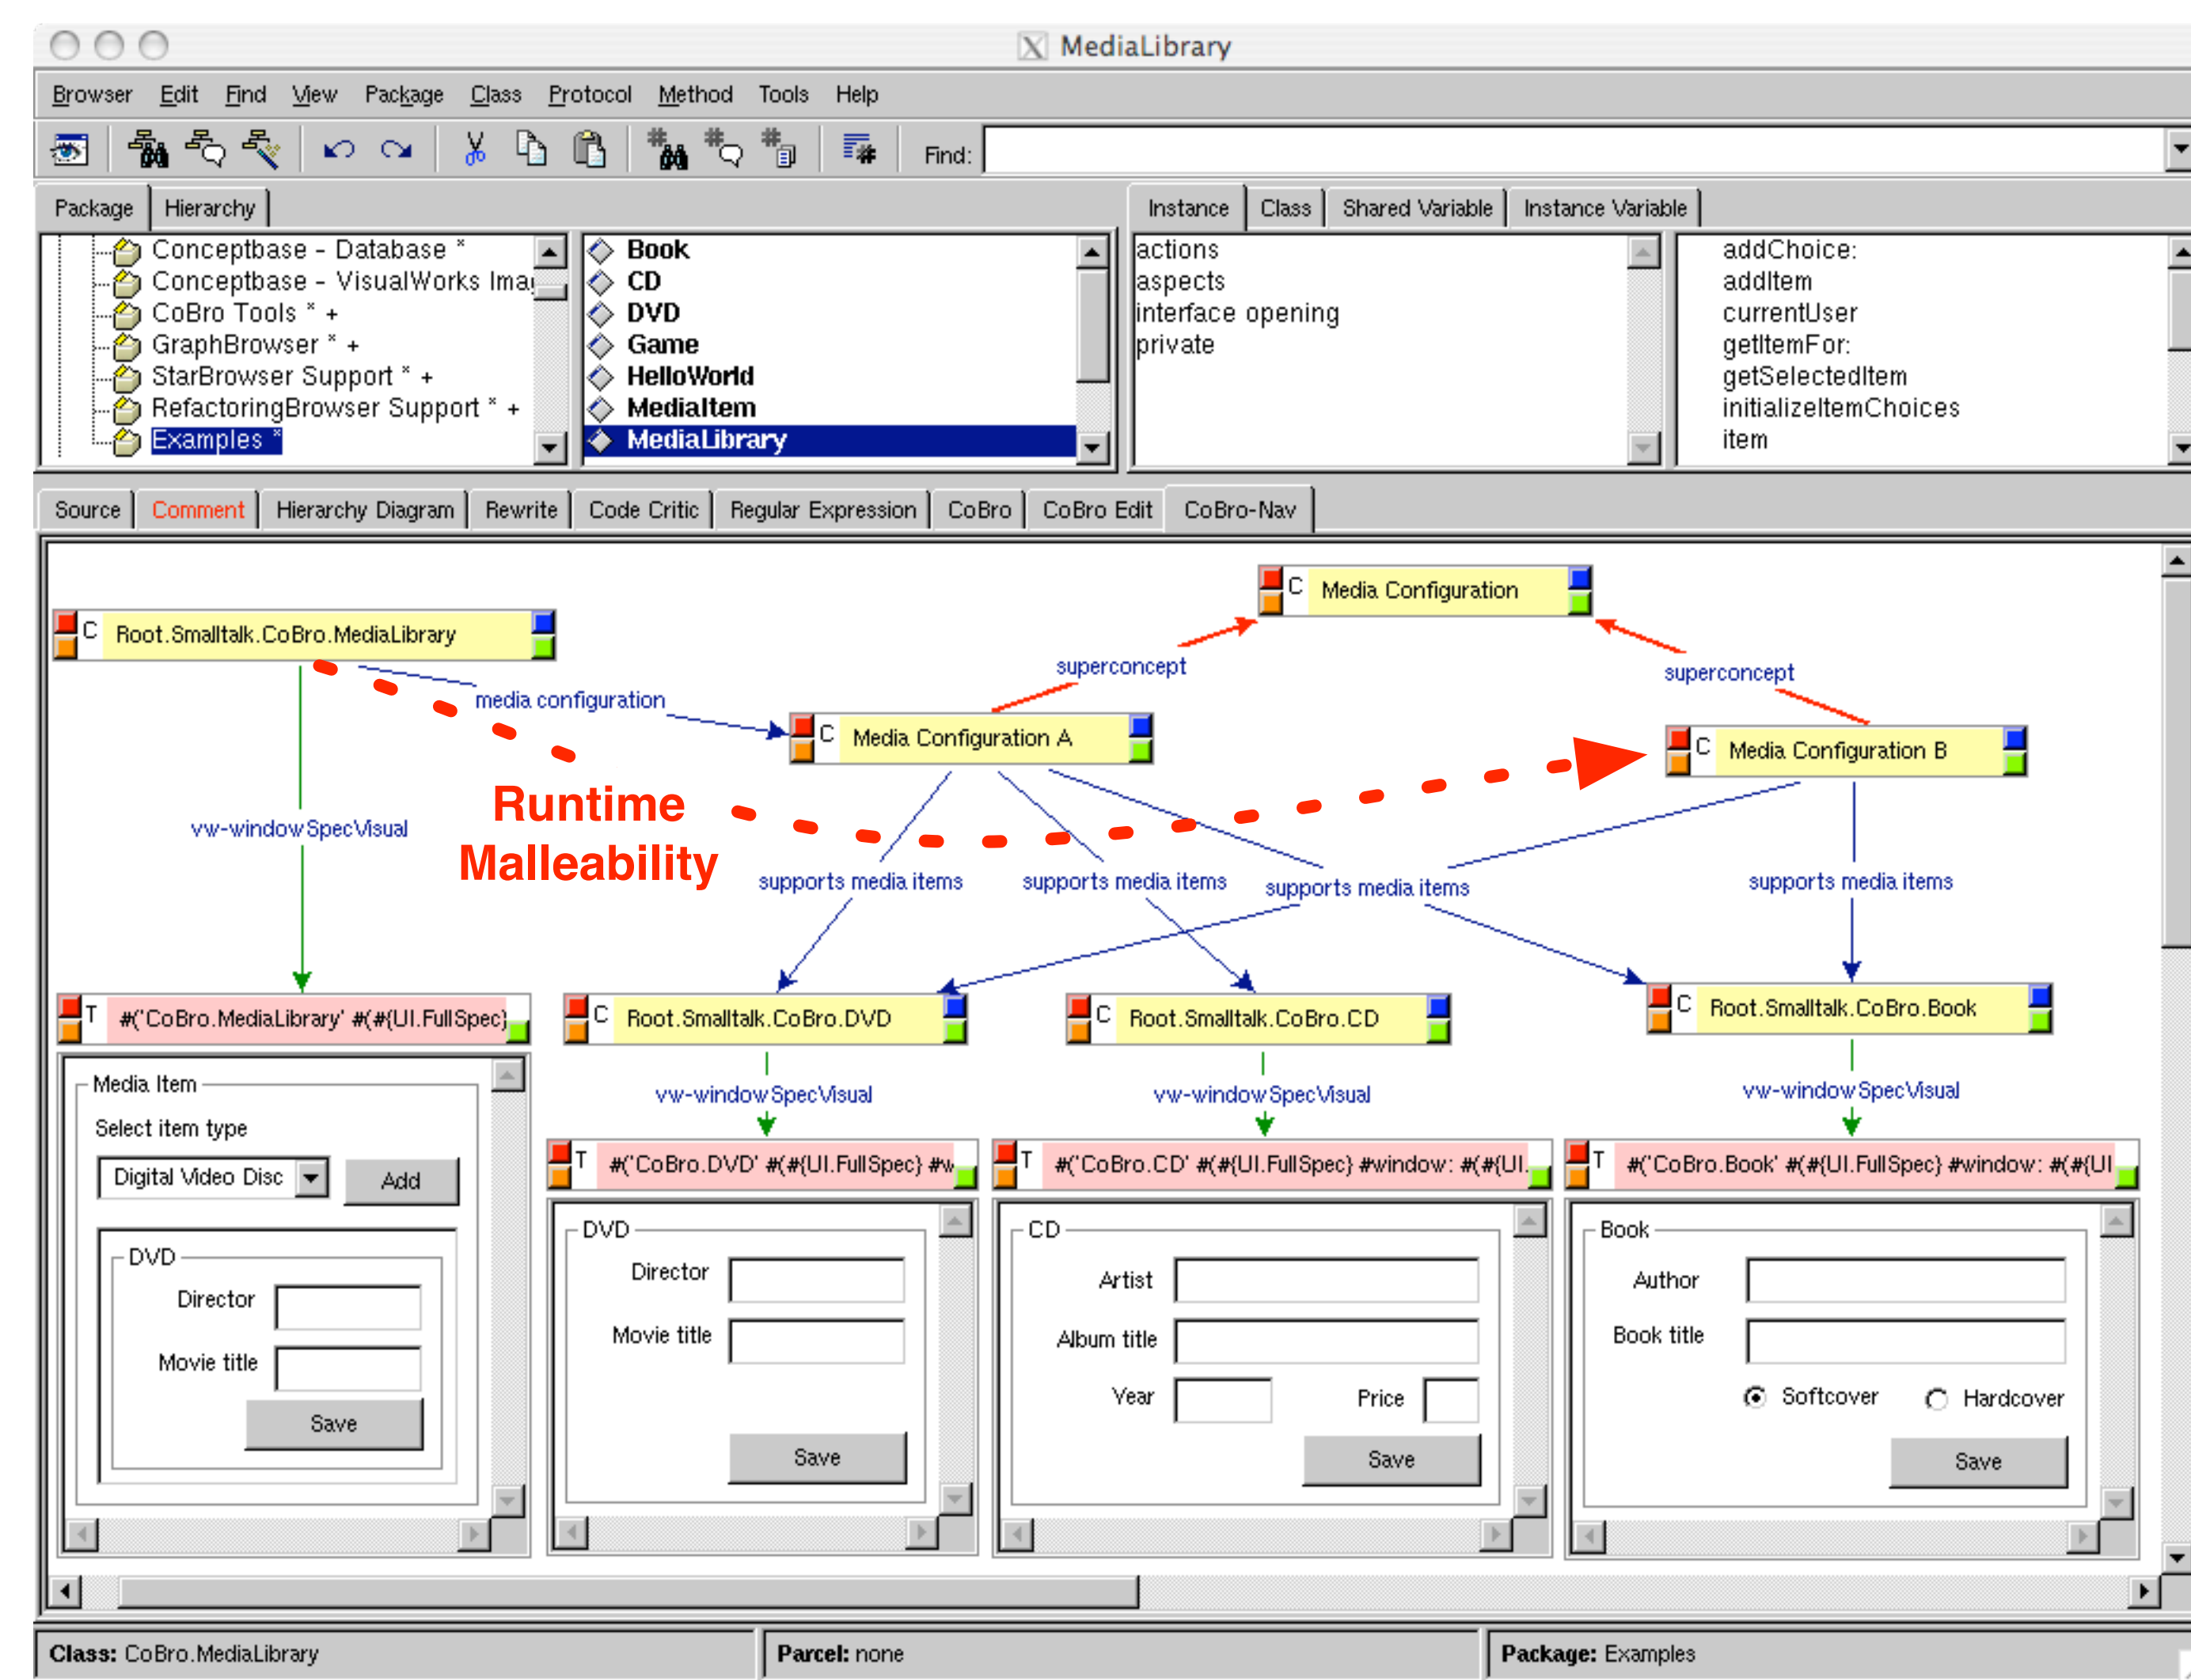 MediaLibrary
Browser Edit Find View Package Class Protocol Method Tools Help
Find:
Package Hierarchy
Instance Class Shared Variable Instance Variable
Conceptbase - Database *
Conceptbase - VisualWorks Ima
CoBro Tools * +
GraphBrowser * +
StarBrowser Support * +
RefactoringBrowser Support * +
Examples *
Book
CD
DVD
Game
HelloWorld
MediaItem
MediaLibrary
actions
aspects
interface opening
private
addChoice:
addItem
currentUser
getItemFor:
getSelectedItem
initializeItemChoices
item
Source Comment Hierarchy Diagram Rewrite Code Critic Regular Expression CoBro CoBro Edit CoBro-Nav
C Media Configuration
C Root.Smalltalk.CoBro.MediaLibrary
superconcept
superconcept
media configuration
C Media Configuration A
C Media Configuration B
Runtime
Malleability
vw-windowSpecVisual
supports media items
supports media items
supports media items
supports media items
T #('CoBro.MediaLibrary' #(#{UI.FullSpec}
C Root.Smalltalk.CoBro.DVD
C Root.Smalltalk.CoBro.CD
C Root.Smalltalk.CoBro.Book
vw-windowSpecVisual
vw-windowSpecVisual
vw-windowSpecVisual
Media Item
Select item type
Digital Video Disc
Add
DVD
Director
Movie title
Save
T #('CoBro.DVD' #(#{UI.FullSpec} #w
DVD
Director
Movie title
Save
T #('CoBro.CD' #(#{UI.FullSpec} #window: #(#{UI.
CD
Artist
Album title
Year Price
Save
T #('CoBro.Book' #(#{UI.FullSpec} #window: #(#{UI
Book
Author
Book title
Softcover Hardcover
Save
Class: CoBro.MediaLibrary
Parcel: none
Package: Examples